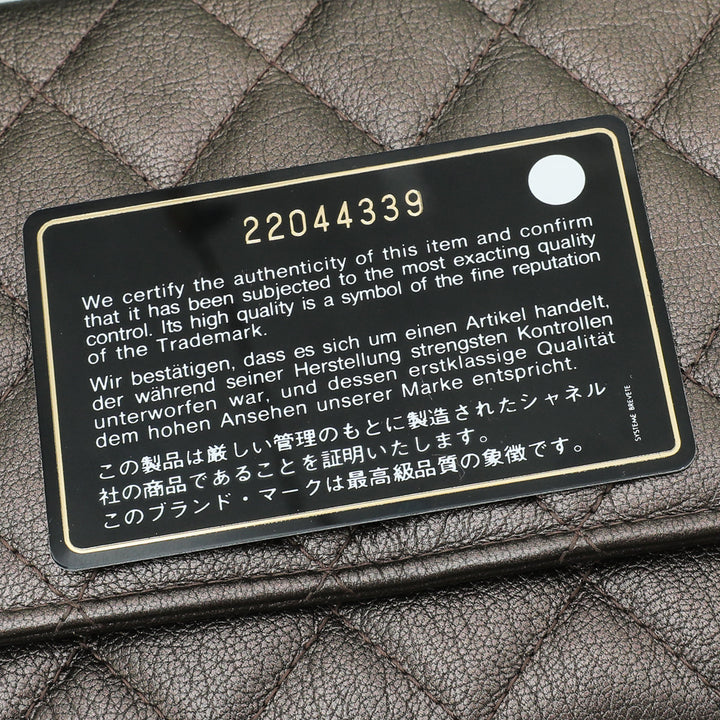 22044339
We certify the authenticity of this item and confirm
that it has been subjected to the most exacting quality
control. Its high quality is a symbol of the fine reputation
of the Trademark.
Wir bestätigen, dass es sich um einen Artikel handelt,
der während seiner Herstellung strengsten Kontrollen
unterworfen war, und dessen erstklassige Qualität
dem hohen Ansehen unserer Marke entspricht.
この製品は厳しい管理のもとに製造されたシャネル
社の商品であることを証明いたします。
このブランド・マークは最高級品質の象徴です。
SYSTEME BREVETE